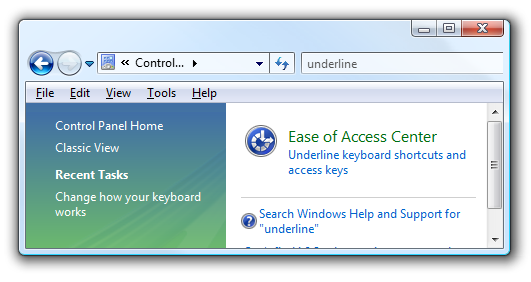 « Control...
underline
File Edit View Tools Help
Control Panel Home
Classic View
Recent Tasks
Change how your keyboard
works
Ease of Access Center
Underline keyboard shortcuts and
access keys
Search Windows Help and Support for
"underline"